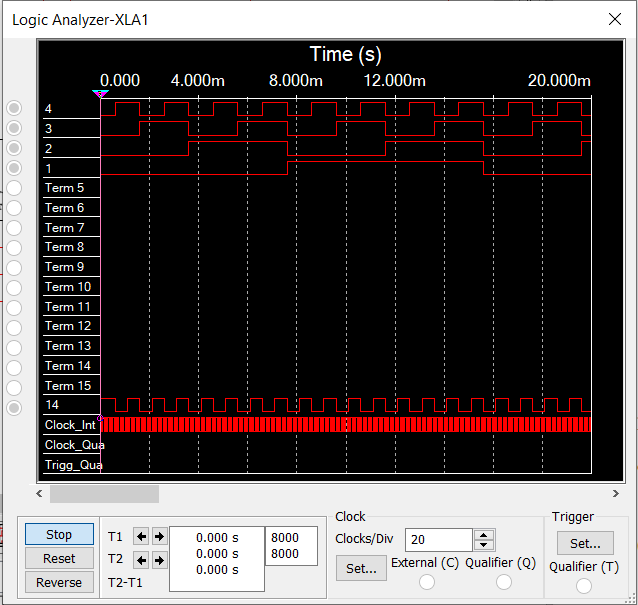 Logic Analyzer-XLA1
Time (s)
0.000 4.000m 8.000m 12.000m 20.000m
4
3
2
1
Term 5
Term 6
Term 7
Term 8
Term 9
Term 10
Term 11
Term 12
Term 13
Term 14
Term 15
14
Clock_Int
Clock_Qua
Trigg_Qua
Stop
Reset
Reverse
T1
T2
T2-T1
0.000 s
0.000 s
0.000 s
8000
8000
Clock
Clocks/Div 20
Set...
External (C) Qualifier (Q)
Trigger
Set...
Qualifier (T)